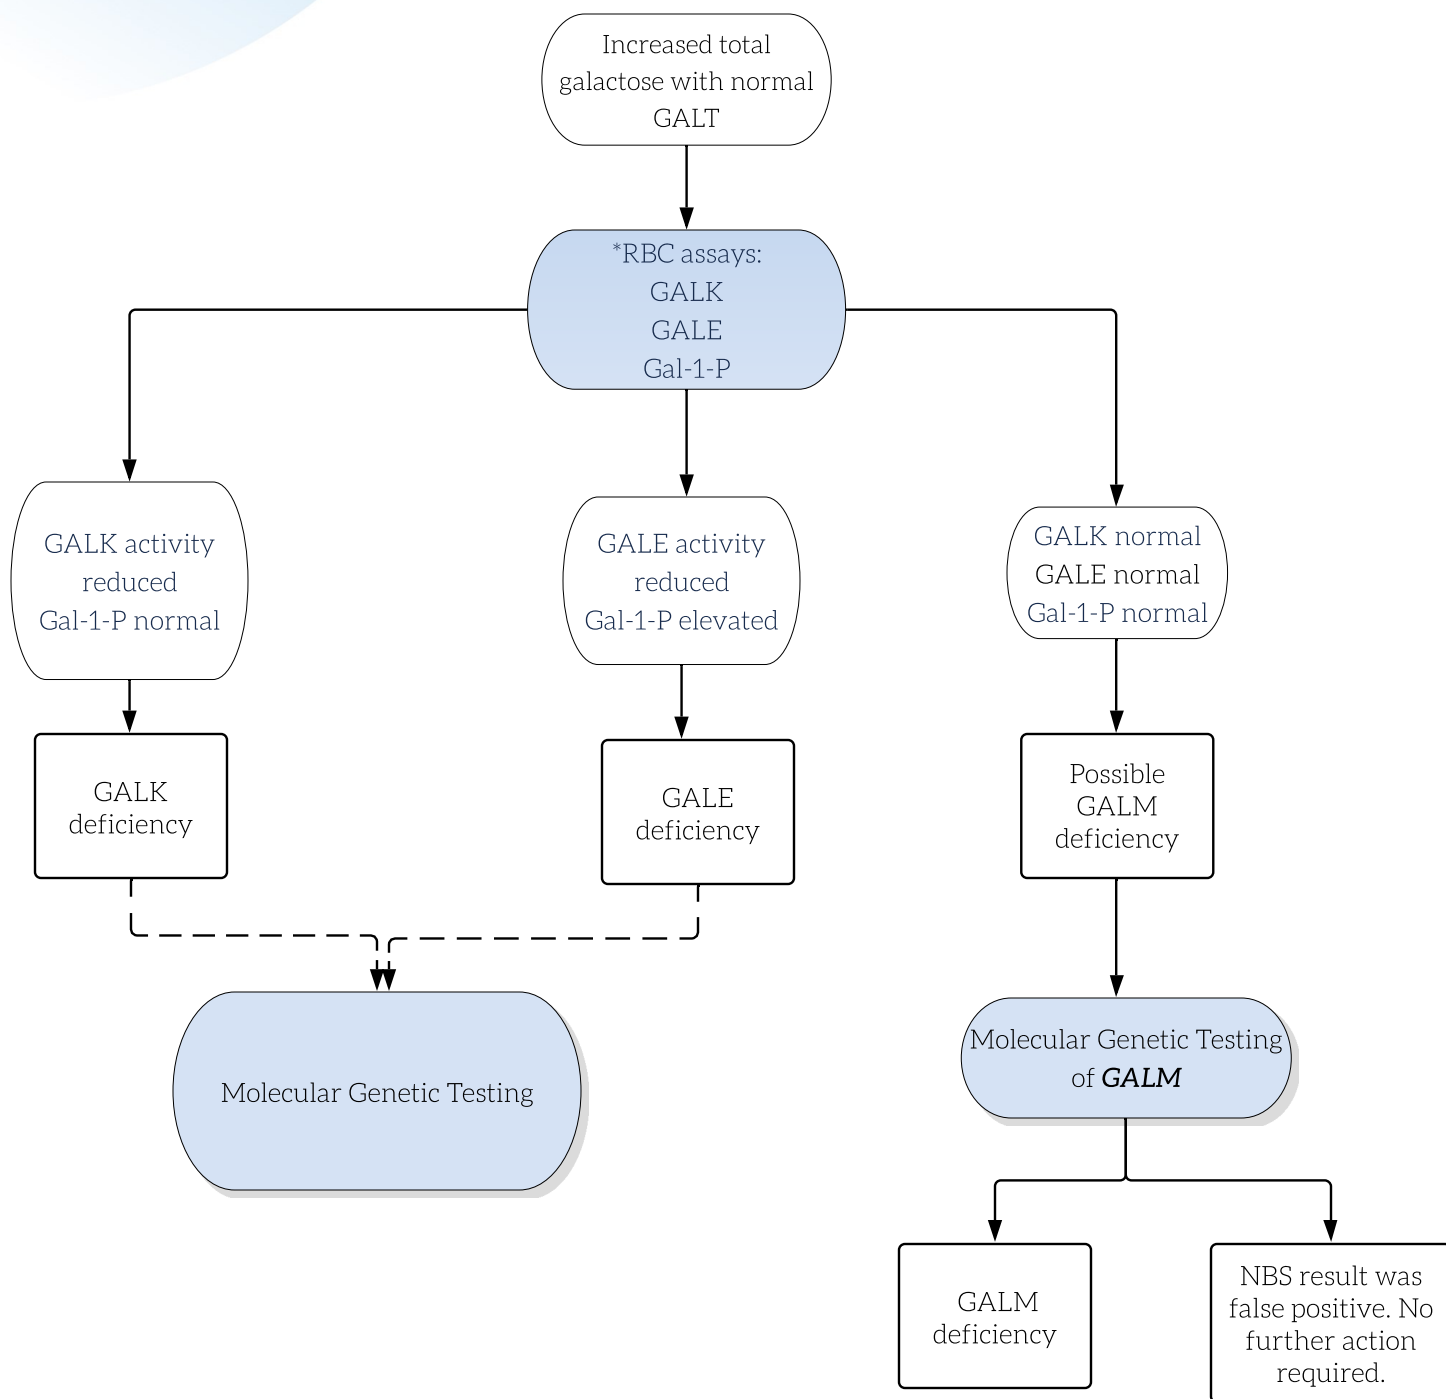 Increased total
galactose with normal
GALT
*RBC assays:
GALK
GALE
Gal-1-P
GALK activity
reduced
Gal-1-P normal
GALE activity
reduced
Gal-1-P elevated
GALK normal
GALE normal
Gal-1-P normal
GALK
deficiency
GALE
deficiency
Possible
GALM
deficiency
Molecular Genetic Testing
Molecular Genetic Testing
of GALM
GALM
deficiency
NBS result was
false positive. No
further action
required.